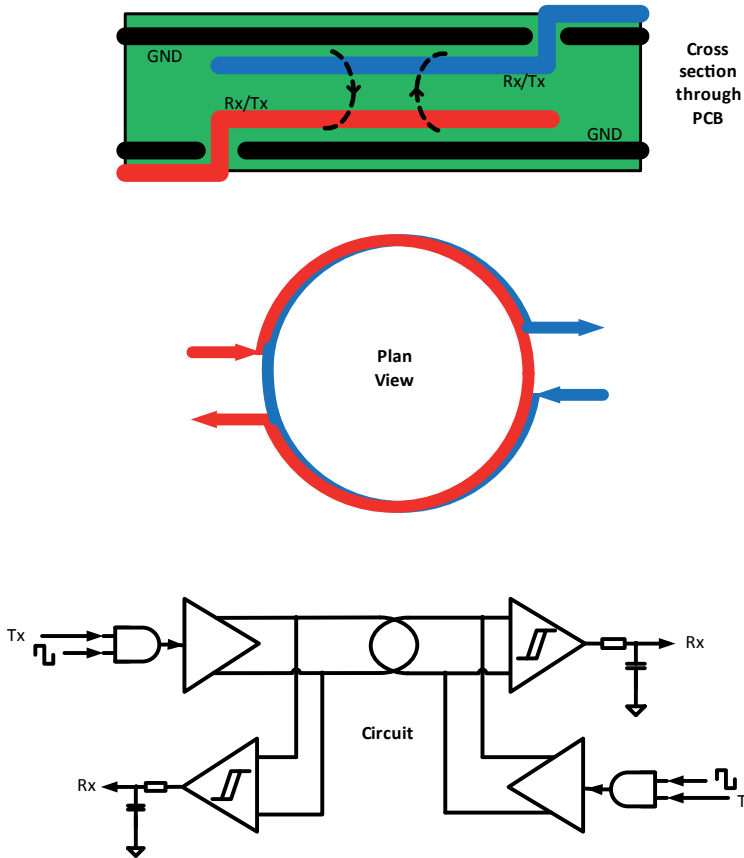 GND
Rx/Tx
Rx/Tx
GND
Cross
section
through
PCB
Plan
View
Tx
Rx
Circuit
Rx
T